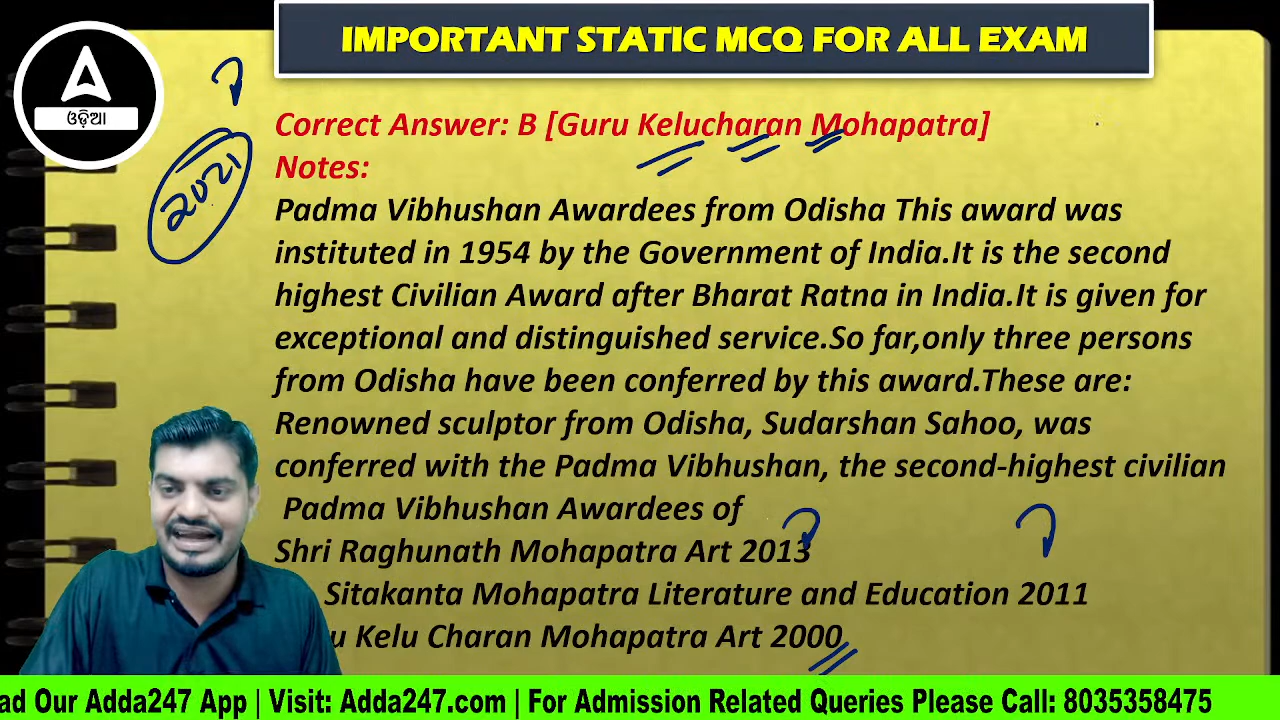 IMPORTANT STATIC MCQ FOR ALL EXAM
ଓଡ଼ିଆ
2021
Correct Answer: B [Guru Kelucharan Mohapatra]
Notes:
Padma Vibhushan Awardees from Odisha This award was
instituted in 1954 by the Government of India.It is the second
highest Civilian Award after Bharat Ratna in India.It is given for
exceptional and distinguished service.So far,only three persons
from Odisha have been conferred by this award.These are:
Renowned sculptor from Odisha, Sudarshan Sahoo, was
conferred with the Padma Vibhushan, the second-highest civilian
Padma Vibhushan Awardees of
Shri Raghunath Mohapatra Art 2013
Sitakanta Mohapatra Literature and Education 2011
Kelu Charan Mohapatra Art 2000
Our Adda247 App | Visit: Adda247.com | For Admission Related Queries Please Call: 8035358475